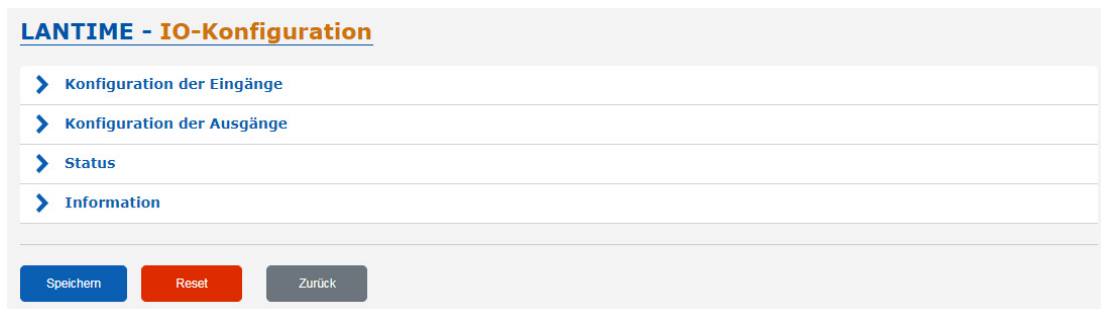 LANTIME - IO-Konfiguration
Konfiguration der Eingänge
Konfiguration der Ausgänge
Status
Information
Speichern Reset Zurück